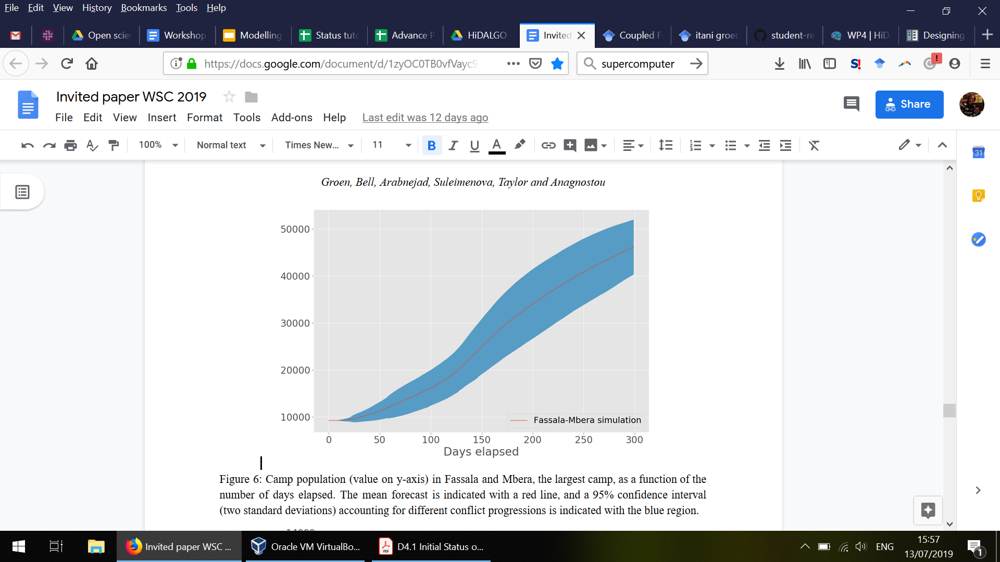 File Edit View History Bookmarks Tools Help
Open scie Workshop Modelling Status tuto Advance P HiDALGO Invited Coupled F itani groer student-re WP4 | HiD Designing
https://docs.google.com/document/d/1zyOC0TB0vfVayc9 supercomputer
Invited paper WSC 2019
File Edit View Insert Format Tools Add-ons Help Last edit was 12 days ago
Share
100% Normal text Times New... 11 B I U A
31
Groen, Bell, Arabnejad, Suleimenova, Taylor and Anagnostou
50000
40000
30000
20000
10000
Fassala-Mbera simulation
0 50 100 150 200 250 300
Days elapsed
Figure 6: Camp population (value on y-axis) in Fassala and Mbera, the largest camp, as a function of the
number of days elapsed. The mean forecast is indicated with a red line, and a 95% confidence interval
(two standard deviations) accounting for different conflict progressions is indicated with the blue region.
Invited paper WSC ... Oracle VM VirtualBo... D4.1 Initial Status o... ENG 15:57
13/07/2019
1